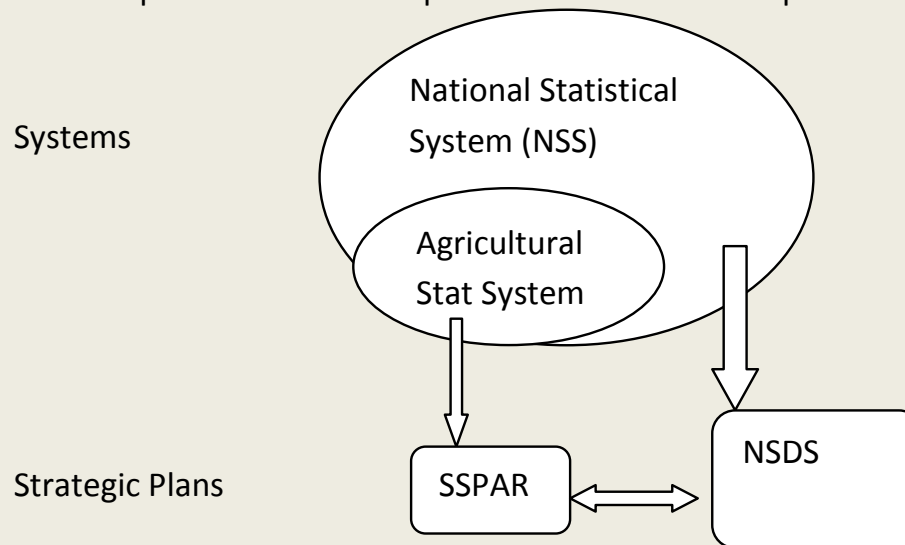 National Statistical
System (NSS)
Systems
Agricultural
Stat System
NSDS
SSPAR
Strategic Plans